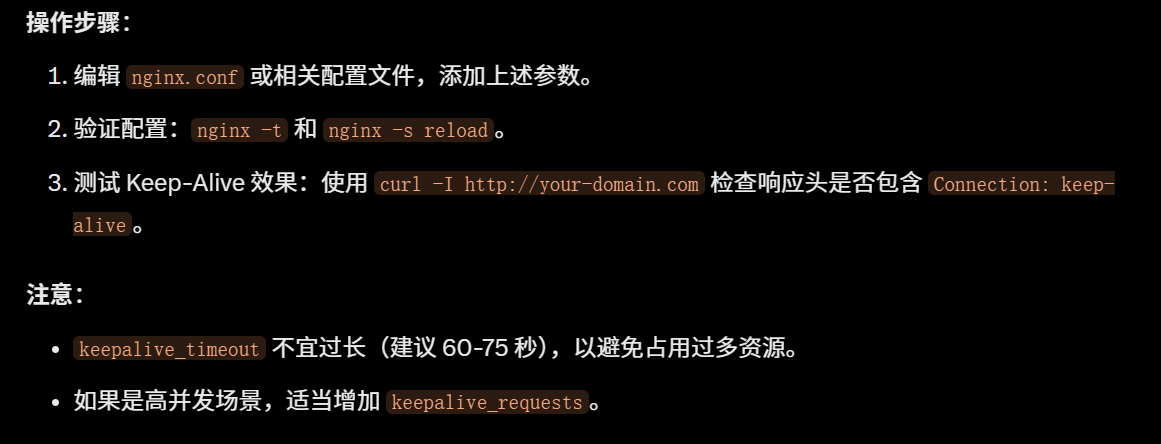 操作步骤：
1. 编辑 nginx.conf 或相关配置文件，添加上述参数。
2. 验证配置：nginx -t 和 nginx -s reload。
3. 测试 Keep-Alive 效果：使用 curl -I http://your-domain.com 检查响应头是否包含 Connection: keep-
alive。
注意：
• keepalive_timeout 不宜过长（建议 60-75 秒），以避免占用过多资源。
• 如果是高并发场景，适当增加 keepalive_requests。